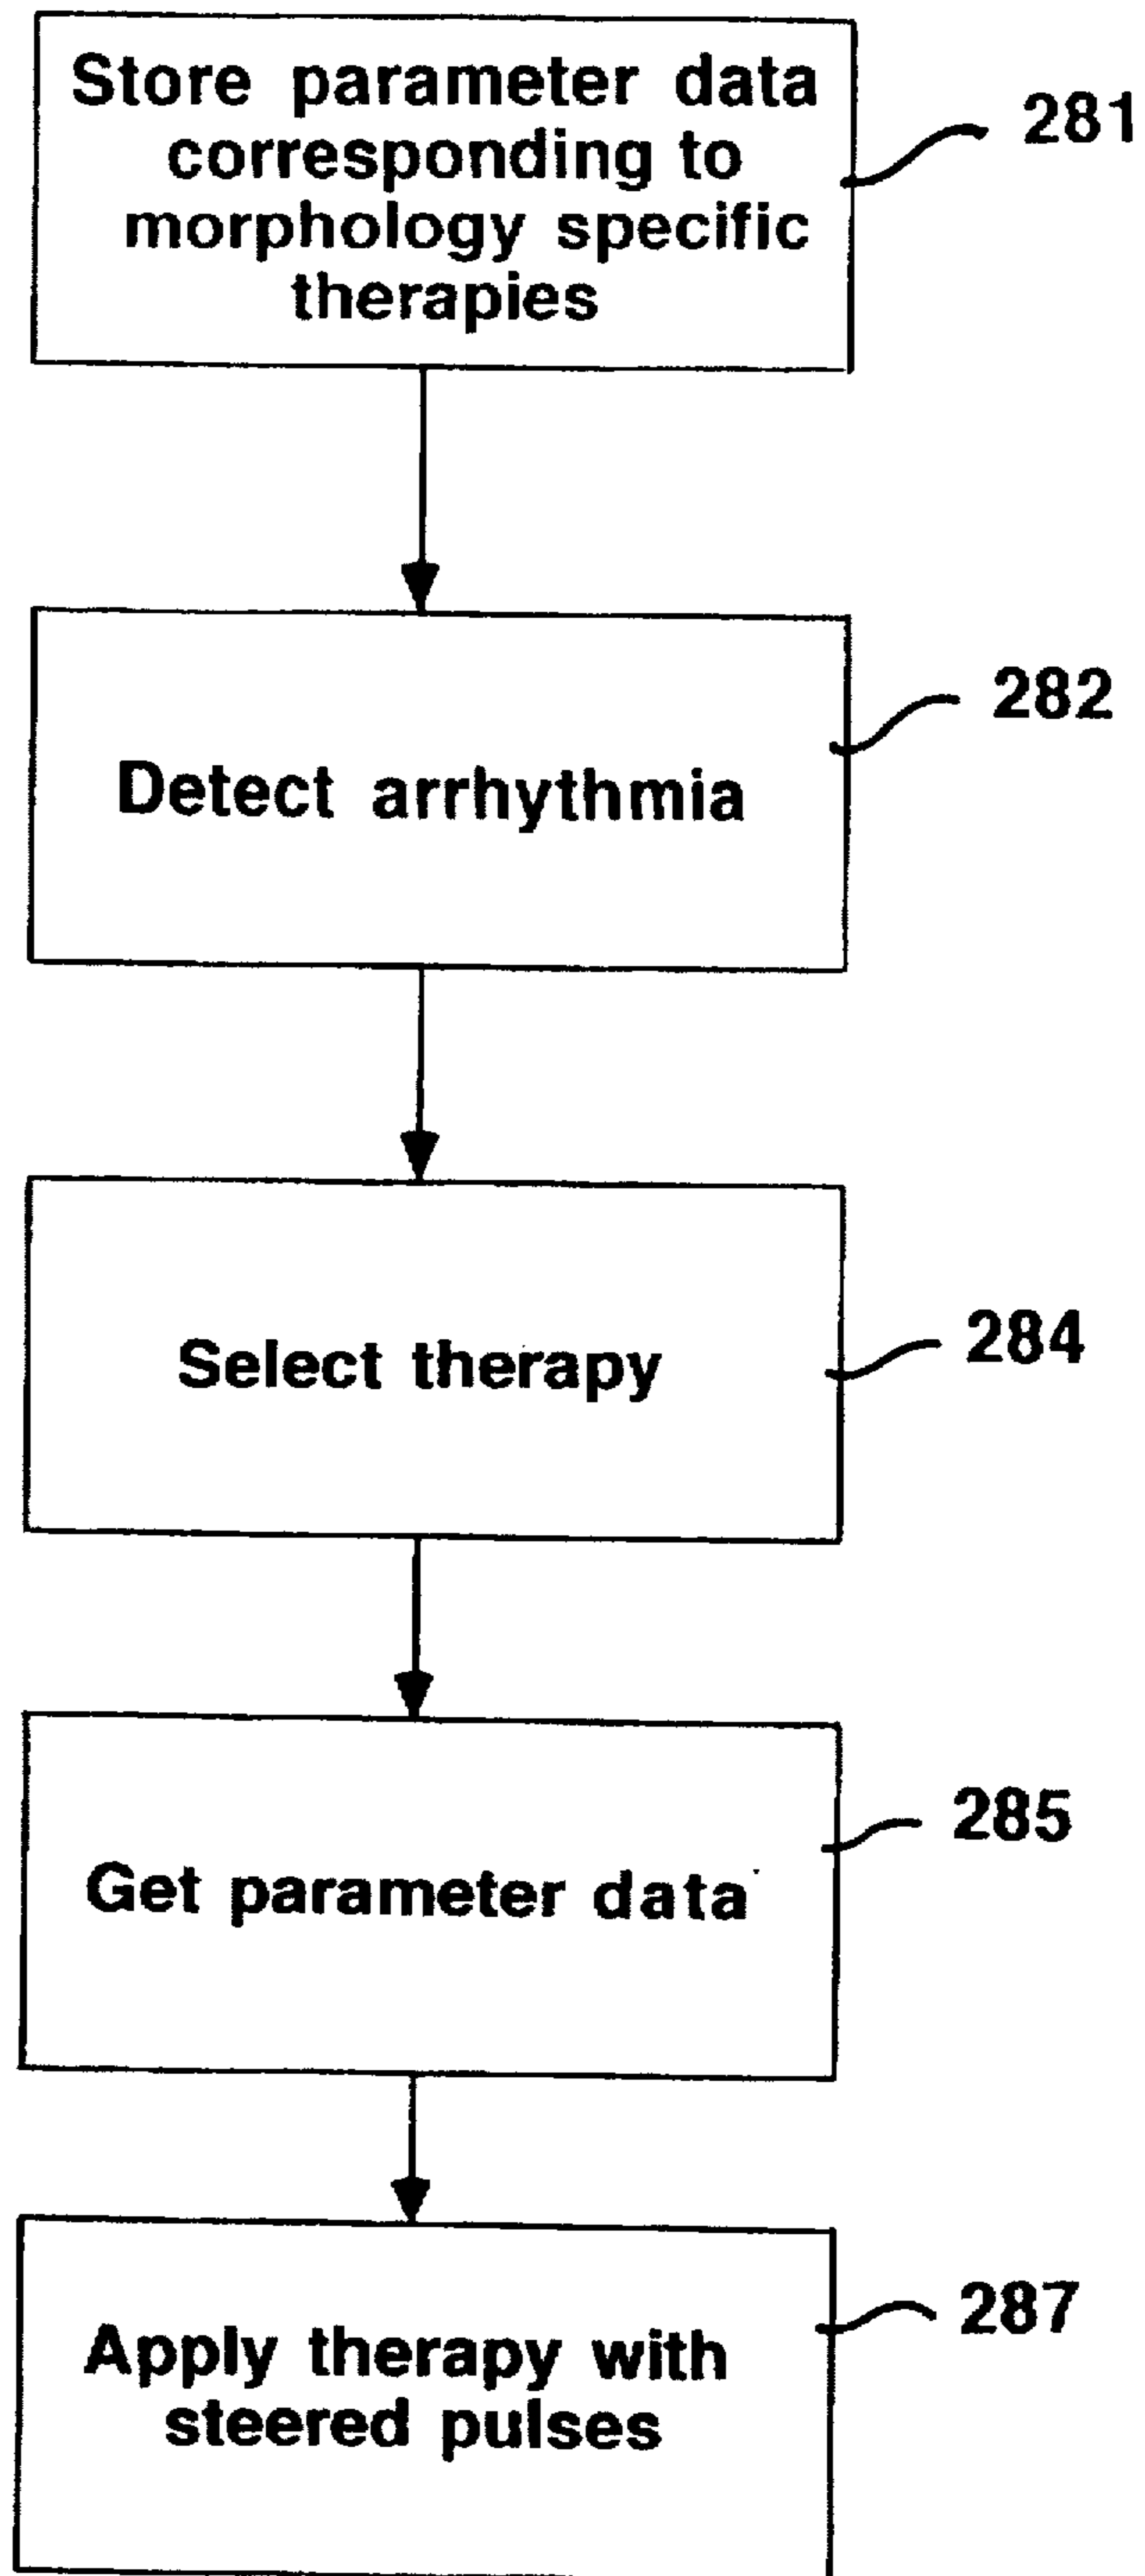 Store parameter data
corresponding to
morphology specific
therapies
281
Detect arrhythmia
282
Select therapy
284
Get parameter data
285
Apply therapy with
steered pulses
287